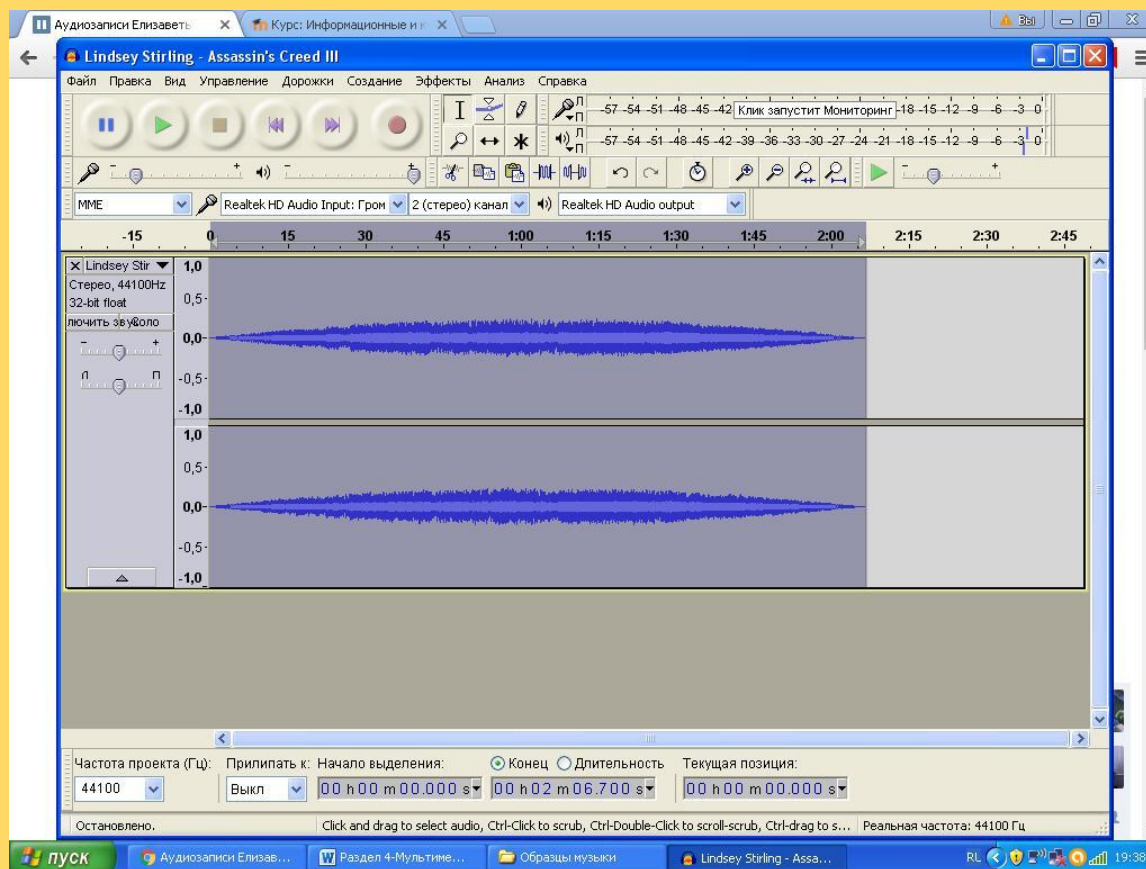 Аудиозаписи Елизаветь
Курс: Информационные и к
Вы
Lindsey Stirling - Assassin's Creed III
Файл Правка Вид Управление Дорожки Создание Эффекты Анализ Справка
Л -57 -54 -51 -48 -45 -42 Клик запустит Мониторинг -18 -15 -12 -9 -6 -3 0
П
Л -57 -54 -51 -48 -45 -42 -39 -36 -33 -30 -27 -24 -21 -18 -15 -12 -9 -6 -3 0
П
MME Realtek HD Audio Input: Гром 2 (стерео) канал Realtek HD Audio output
-15 0 15 30 45 1:00 1:15 1:30 1:45 2:00 2:15 2:30 2:45
X Lindsey Stir 1,0
Стерео, 44100Hz
32-bit float 0,5
0,0
- +
Л П -0,5
-1,0
1,0
0,5
0,0
-0,5
-1,0
Частота проекта (Гц): Прилипать к: Начало выделения: Конец Длительность Текущая позиция:
44100 Выкл 00 h 00 m 00.000 s 00 h 02 m 06.700 s 00 h 00 m 00.000 s
Остановлено. Click and drag to select audio, Ctrl-Click to scrub, Ctrl-Double-Click to scroll-scrub, Ctrl-drag to s... Реальная частота: 44100 Гц
пуск Аудиозаписи Елизав... Раздел 4-Мультиме... Образцы музыки Lindsey Stirling - Assa... RL 19:38